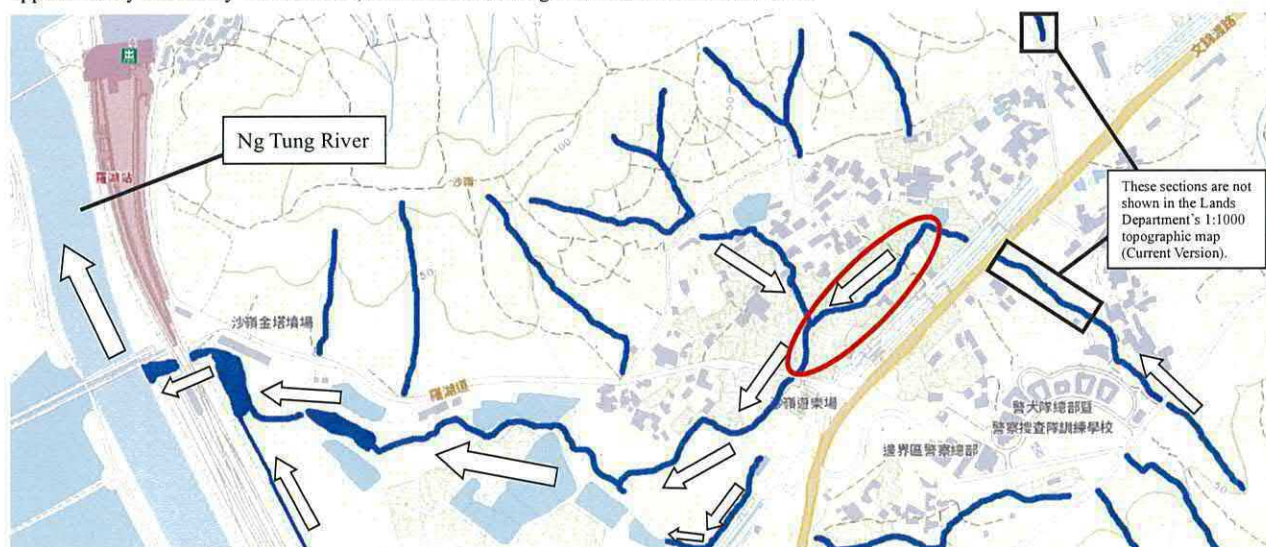 文錦渡路
Ng Tung River
羅湖站
沙嶺
100
50
50
These sections are not
shown in the Lands
Department`s 1:1000
topographic map
(Current Version).
沙嶺金塔墳場
羅湖道
沙嶺遊樂場
警犬隊總部暨
警察搜查隊訓練學校
邊界區警察總部